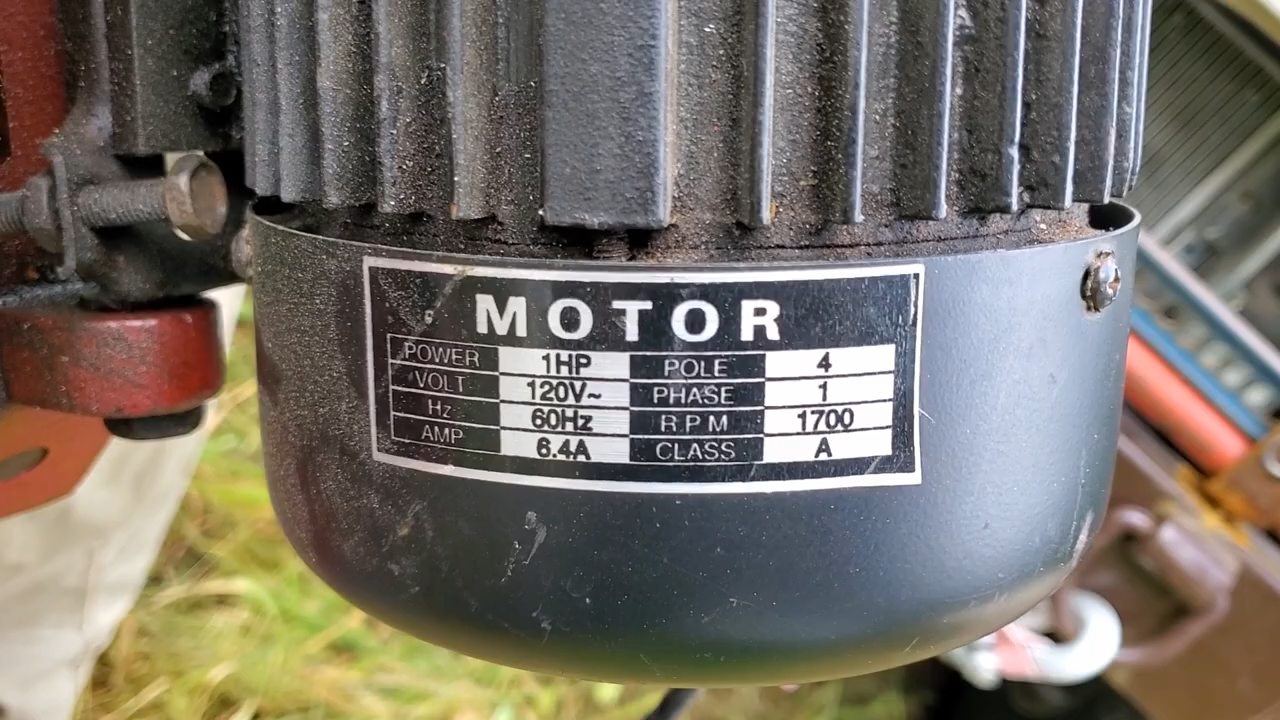 MOTOR
POWER 1HP POLE 4
VOLT 120V~ PHASE 1
Hz 60Hz RPM 1700
AMP 6.4A CLASS A